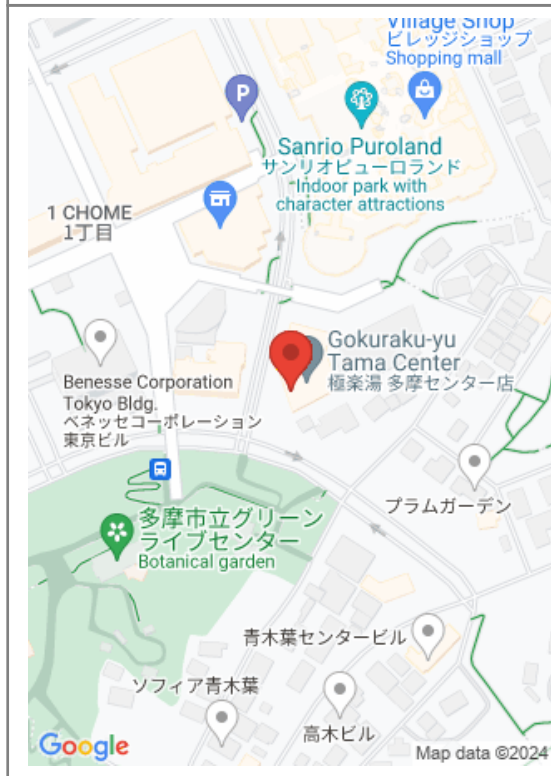 Village Shop
ビレッジショップ
Shopping mall
P
Sanrio Puroland
サンリオピューロランド
Indoor park with
character attractions
1 CHOME
1丁目
Gokuraku-yu
Tama Center
極楽湯 多摩センター店
Benesse Corporation
Tokyo Bldg.
ベネッセコーポレーション
東京ビル
プラムガーデン
多摩市立グリーン
ライブセンター
Botanical garden
青木葉センタービル
ソフィア青木葉
高木ビル
Google
Map data ©2024